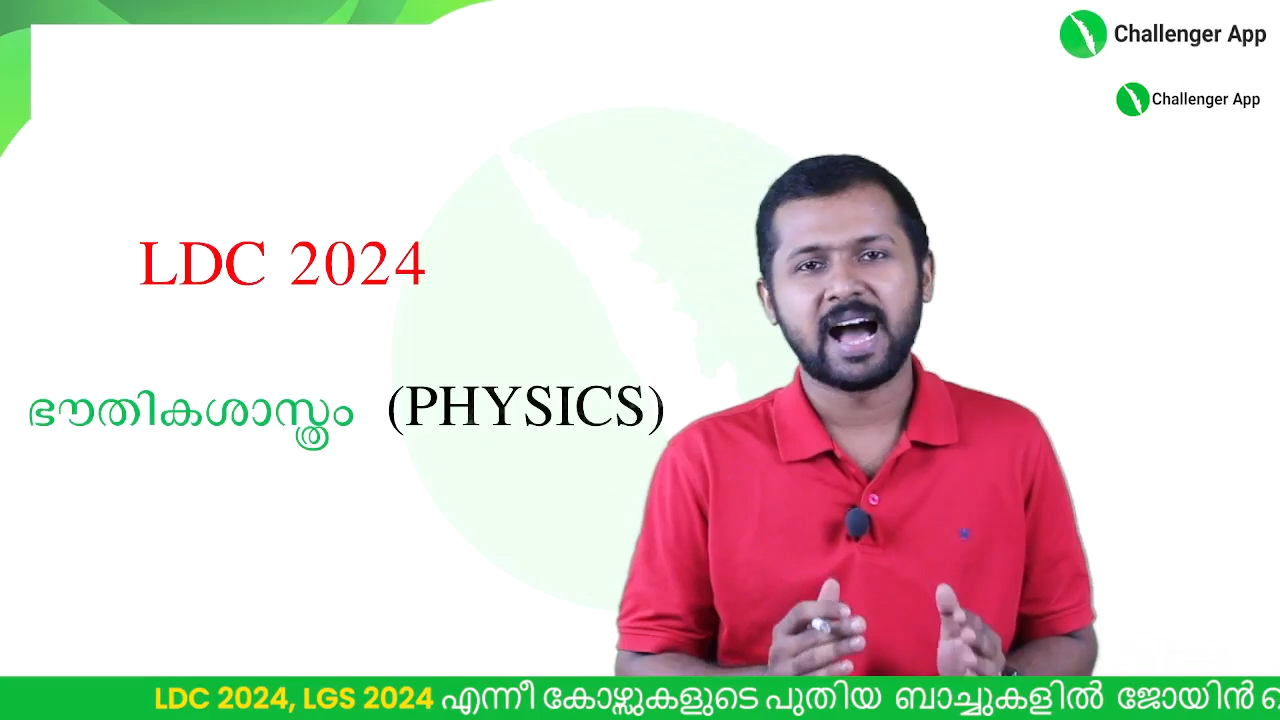 Challenger App
Challenger App
LDC 2024
ഭൗതികശാസ്ത്രം (PHYSICS)
LDC 2024, LGS 2024 എന്നീ കോഴ്സുകളുടെ പുതിയ ബാച്ചുകളിൽ ജോയിൻ